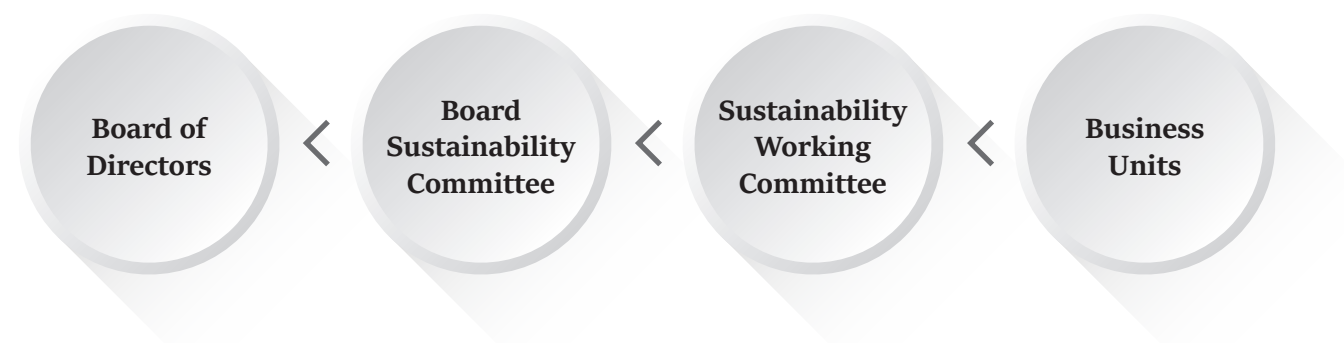 Board of
Directors
Board
Sustainability
Committee
Sustainability
Working
Committee
Business
Units